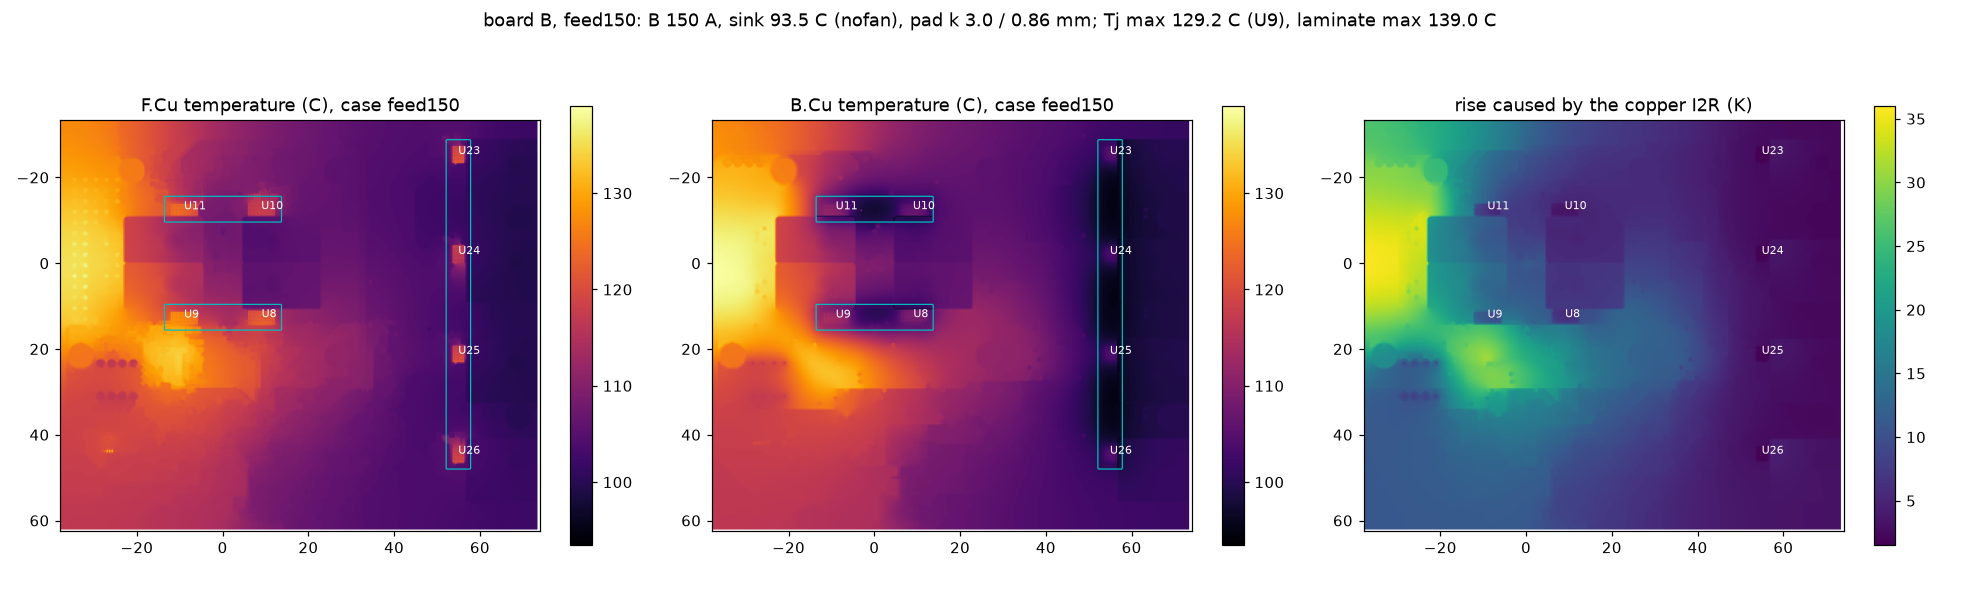 board B, feed150: B 150 A, sink 93.5 C (nofan), pad k 3.0 / 0.86 mm; Tj max 129.2 C (U9), laminate max 139.0 C
F.Cu temperature (C), case feed150
−20
0
20
40
60
−20
0
20
40
60
U23
U11
U10
U24
U9
U8
U25
U26
130
120
110
100
B.Cu temperature (C), case feed150
−20
0
20
40
60
−20
0
20
40
60
U23
U11
U10
U24
U9
U8
U25
U26
130
120
110
100
rise caused by the copper I2R (K)
−20
0
20
40
60
−20
0
20
40
60
U23
U11
U10
U24
U9
U8
U25
U26
35
30
25
20
15
10
5